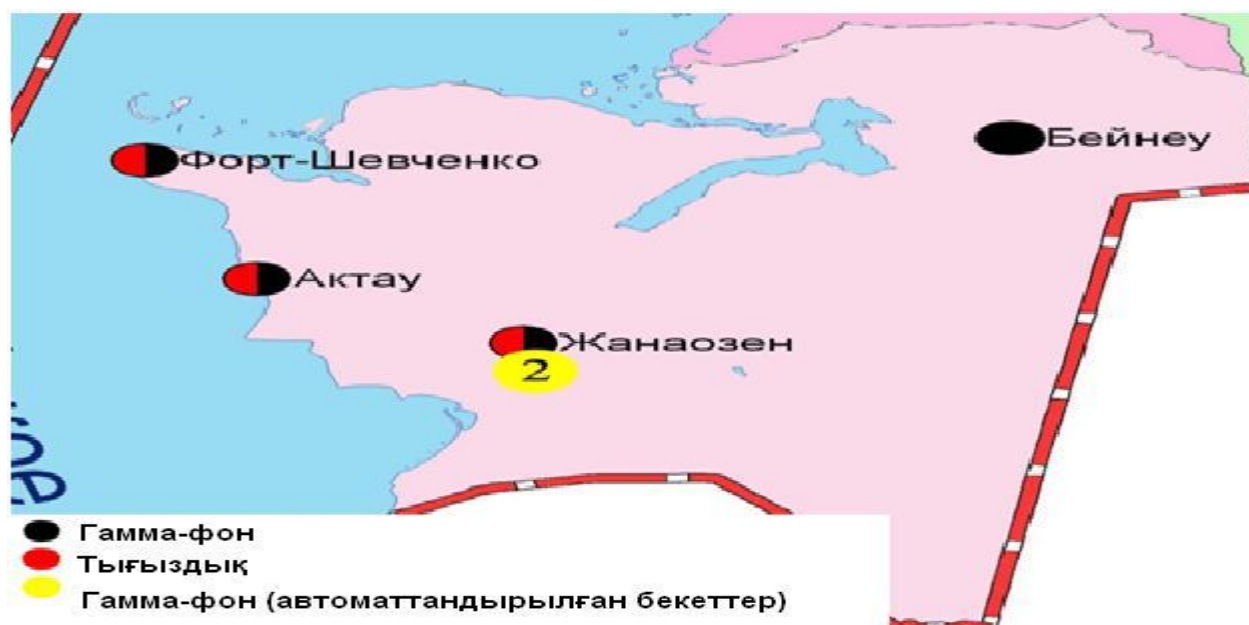 Бейнеу
Форт-Шевченко
Актау
Жанаозен
2
Гамма-фон
Тығыздық
Гамма-фон (автоматтандырылған бекеттер)